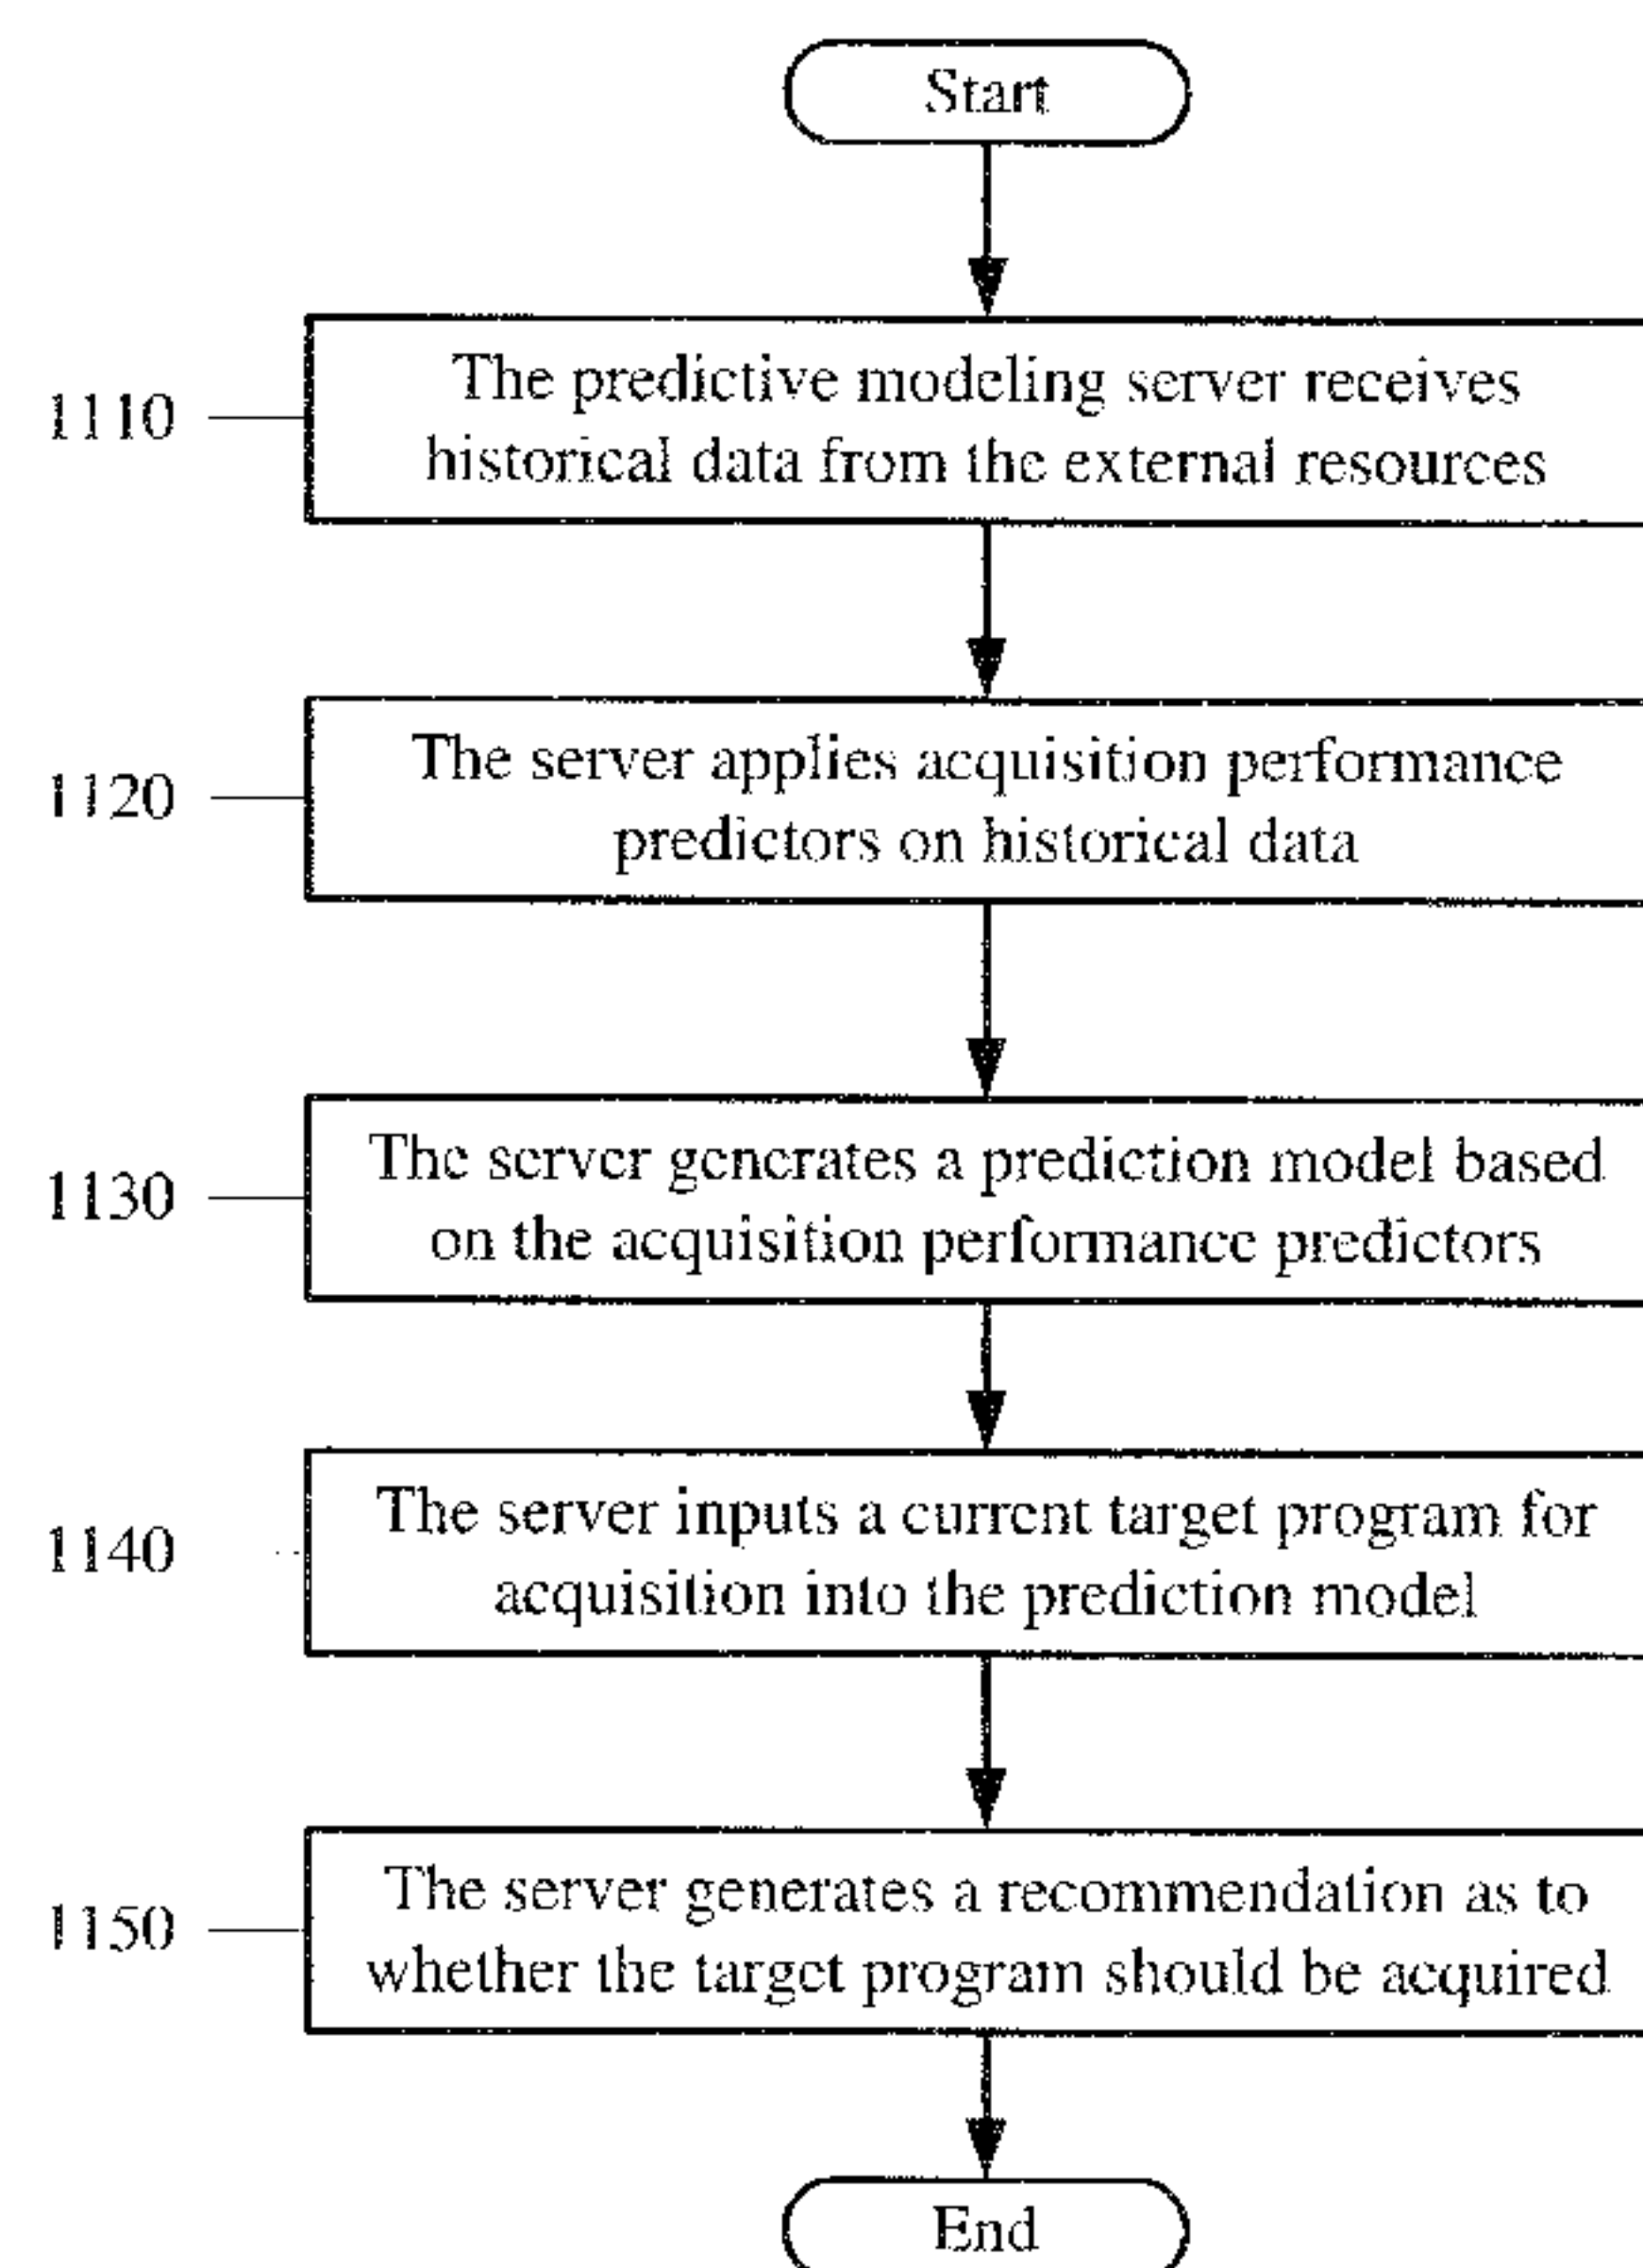 Start
1110
The predictive modeling server receives
historical data from the external resources
1120
The server applies acquisition performance
predictors on historical data
1130
The server generates a prediction model based
on the acquisition performance predictors
1140
The server inputs a current target program for
acquisition into the prediction model
1150
The server generates a recommendation as to
whether the target program should be acquired
End